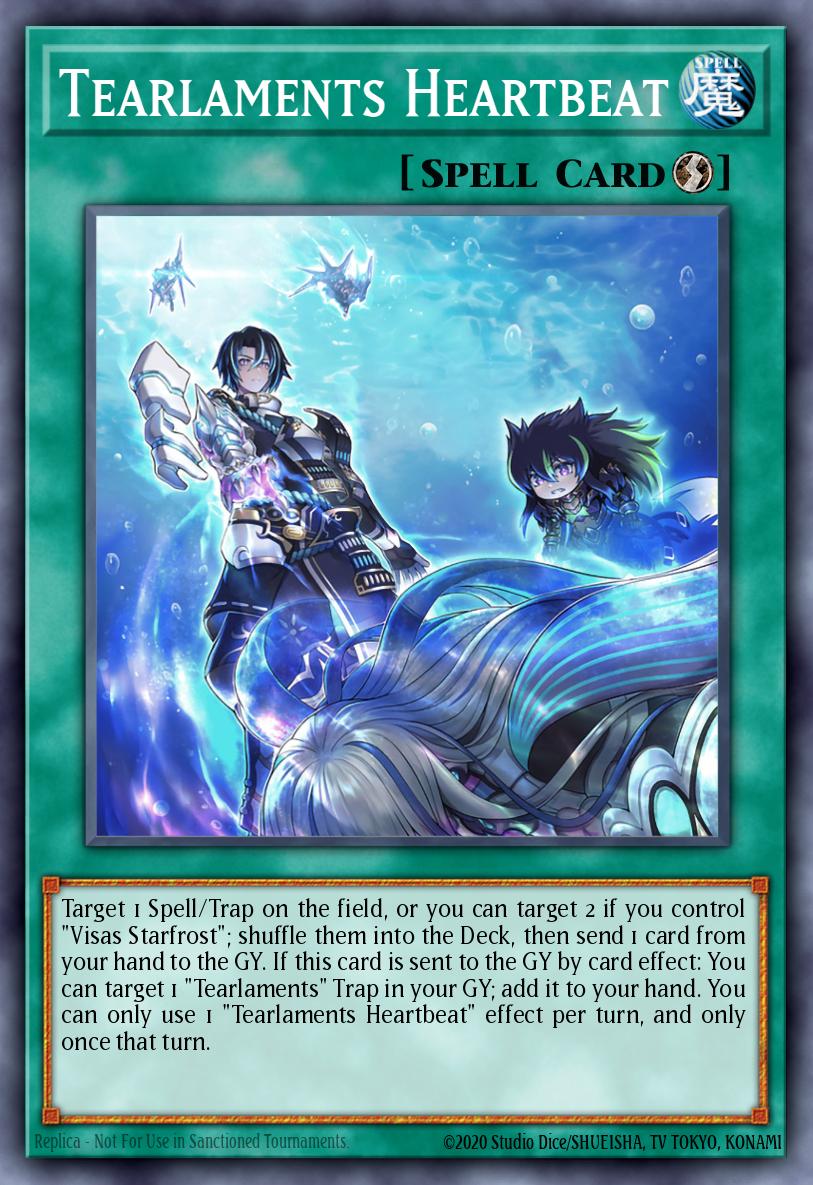 TEARLAMENTS HEARTBEAT
SPELL
魔
[SPELL CARD]
Target 1 Spell/Trap on the field, or you can target 2 if you control
"Visas Starfrost"; shuffle them into the Deck, then send 1 card from
your hand to the GY. If this card is sent to the GY by card effect: You
can target 1 "Tearlaments" Trap in your GY; add it to your hand. You
can only use 1 "Tearlaments Heartbeat" effect per turn, and only
once that turn.
Replica - Not For Use in Sanctioned Tournaments.
©2020 Studio Dice/SHUEISHA, TV TOKYO, KONAMI